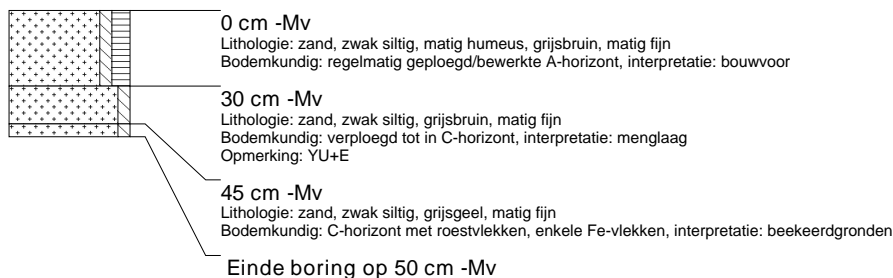 0 cm -Mv
Lithologie: zand, zwak siltig, matig humeus, grijsbruin, matig fijn
Bodemkundig: regelmatig geploegd/bewerkte A-horizont, interpretatie: bouwvoor
30 cm -Mv
Lithologie: zand, zwak siltig, grijsbruin, matig fijn
Bodemkundig: verploegd tot in C-horizont, interpretatie: menglaag
Opmerking: YU+E
45 cm -Mv
Lithologie: zand, zwak siltig, grijsgeel, matig fijn
Bodemkundig: C-horizont met roestvlekken, enkele Fe-vlekken, interpretatie: beekeerdgronden
Einde boring op 50 cm -Mv